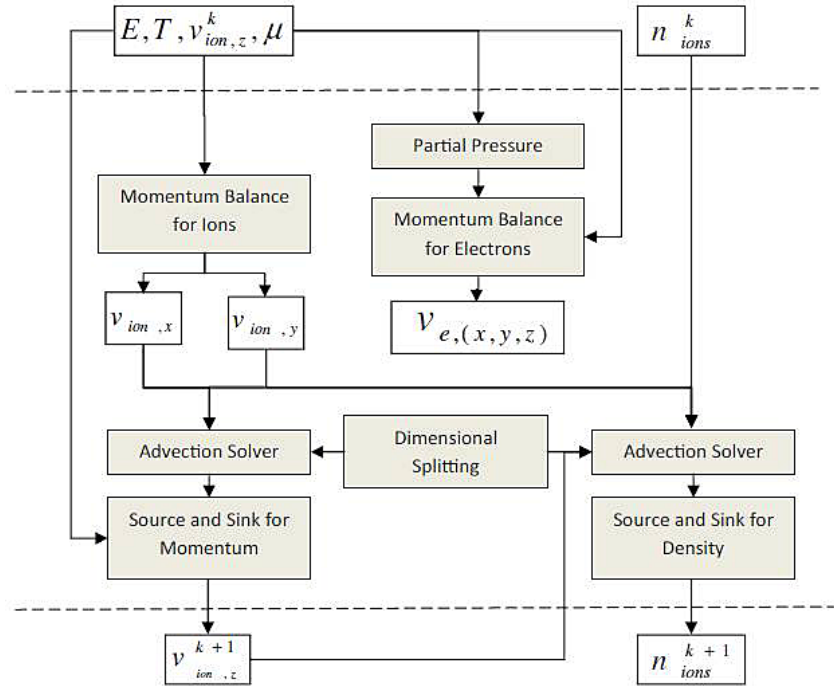 E, T, v^k_{ion, z}, μ
n^k_{ions}
Partial Pressure
Momentum Balance
for Ions
Momentum Balance
for Electrons
v_{ion, x}
v_{ion, y}
V_{e, (x, y, z)}
Advection Solver
Dimensional
Splitting
Advection Solver
Source and Sink for
Momentum
Source and Sink for
Density
v^{k+1}_{ion, z}
n^{k+1}_{ions}